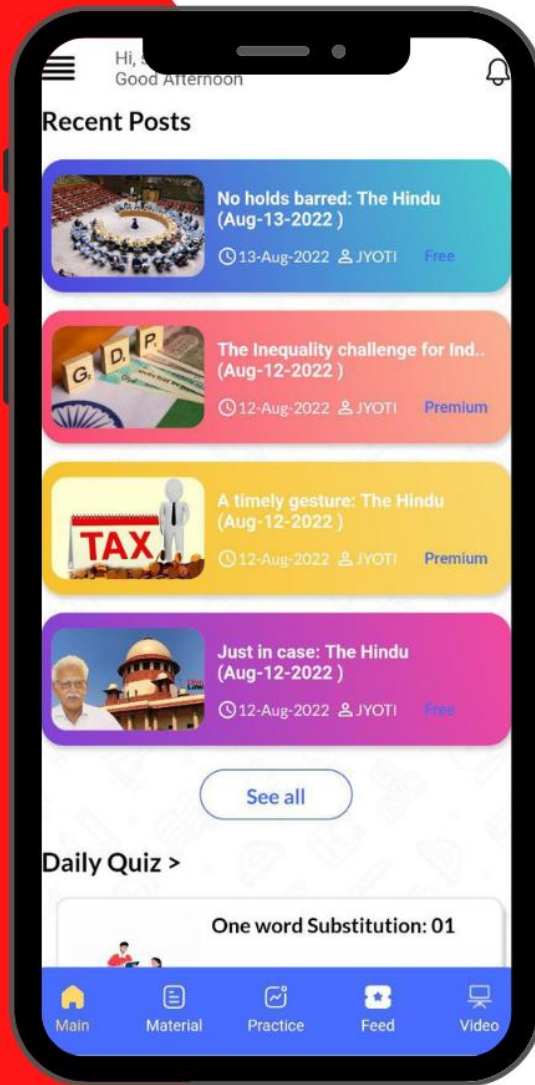 Hi,
Good Afternoon
Recent Posts
No holds barred: The Hindu
(Aug-13-2022 )
13-Aug-2022 JYOTI Free
GDP
The Inequality challenge for Ind..
(Aug-12-2022 )
12-Aug-2022 JYOTI Premium
TAX
A timely gesture: The Hindu
(Aug-12-2022 )
12-Aug-2022 JYOTI Premium
Just in case: The Hindu
(Aug-12-2022 )
12-Aug-2022 JYOTI Free
See all
Daily Quiz >
One word Substitution: 01
Main Material Practice Feed Video